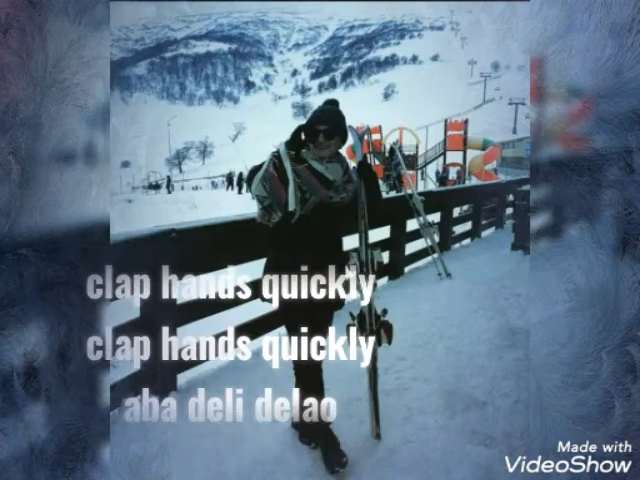 clap hands quickly
clap hands quickly
aba deli delao
Made with
VideoShow